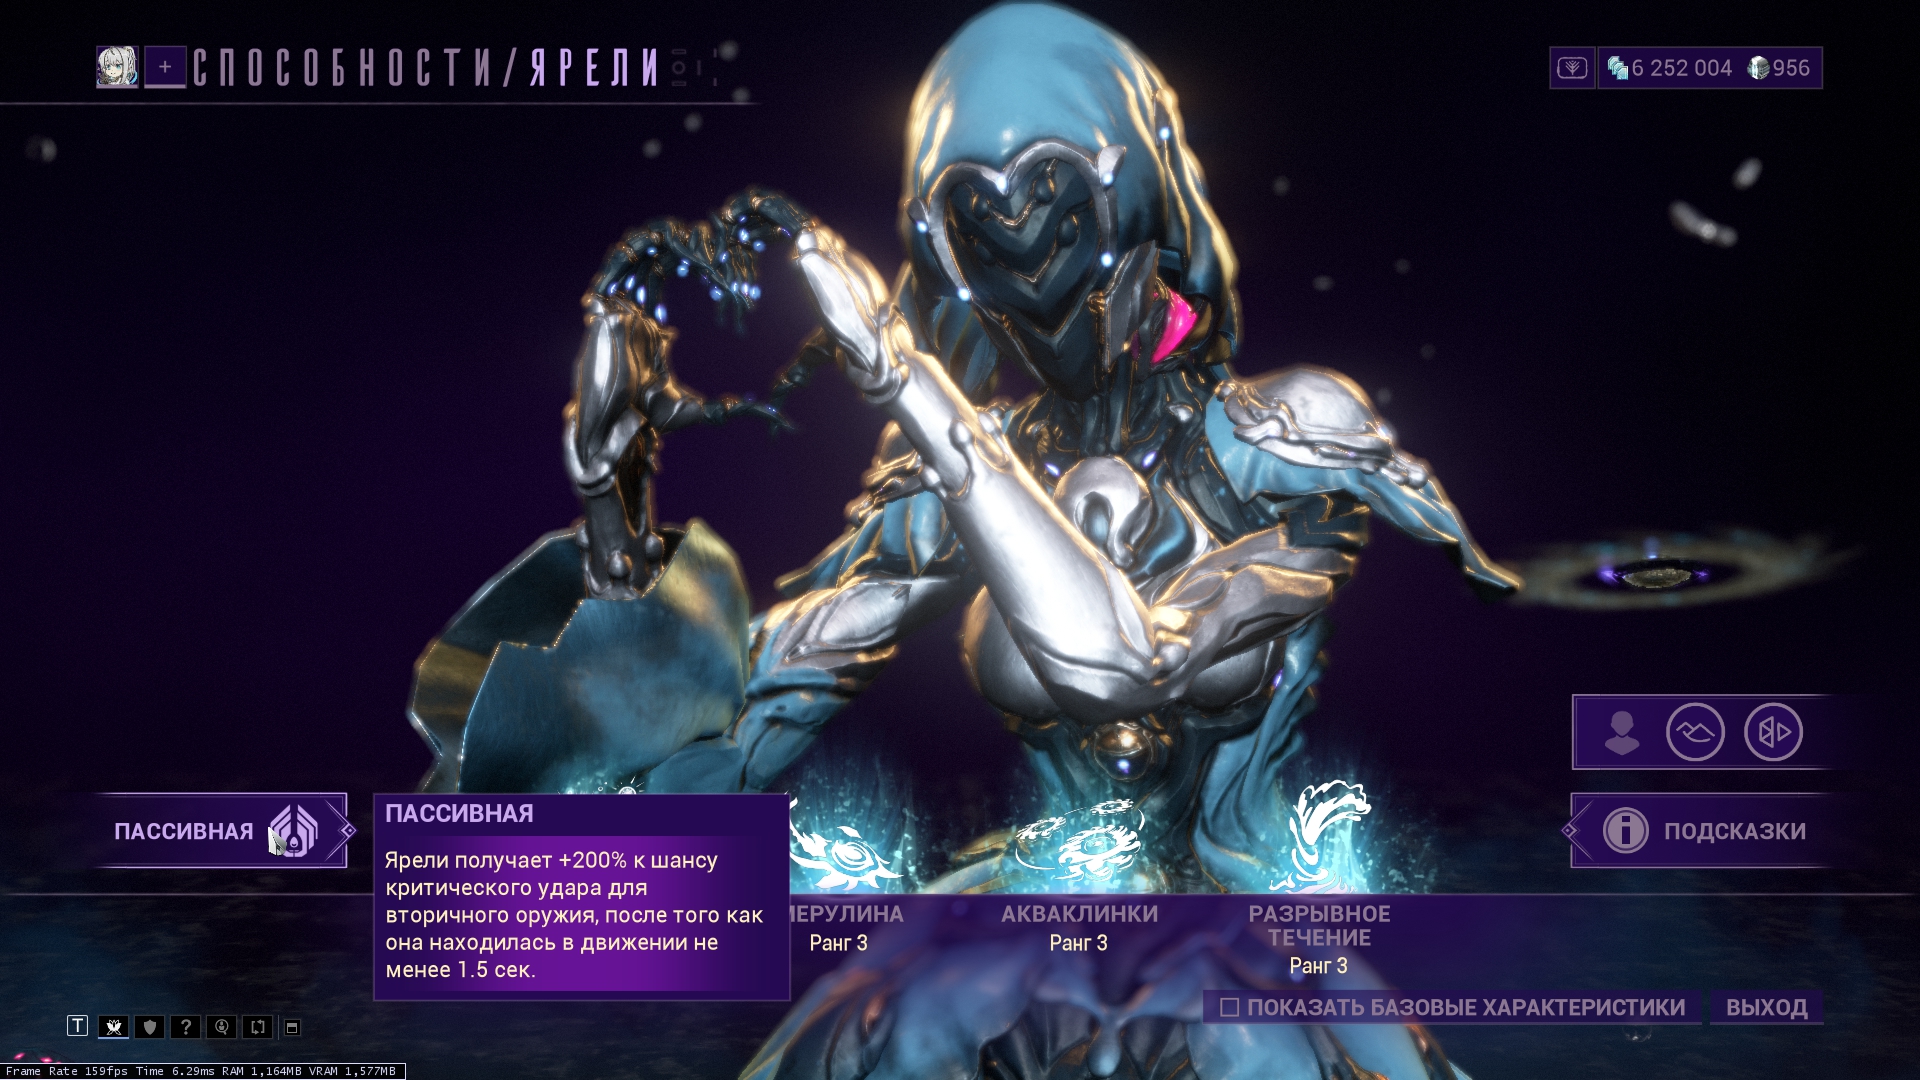 СПОСОБНОСТИ/ЯРЕЛИ
6 252 004 956
ПАССИВНАЯ
ПАССИВНАЯ
Ярели получает +200% к шансу
критического удара для
вторичного оружия, после того как
она находилась в движении не
менее 1.5 сек.
МЕРУЛИНА
Ранг 3
АКВАКЛИНКИ
Ранг 3
РАЗРЫВНОЕ
ТЕЧЕНИЕ
Ранг 3
ПОДСКАЗКИ
ПОКАЗАТЬ БАЗОВЫЕ ХАРАКТЕРИСТИКИ
ВЫХОД
T
Frame Rate 159fps Time 6.29ms RAM 1,164MB VRAM 1,577MB